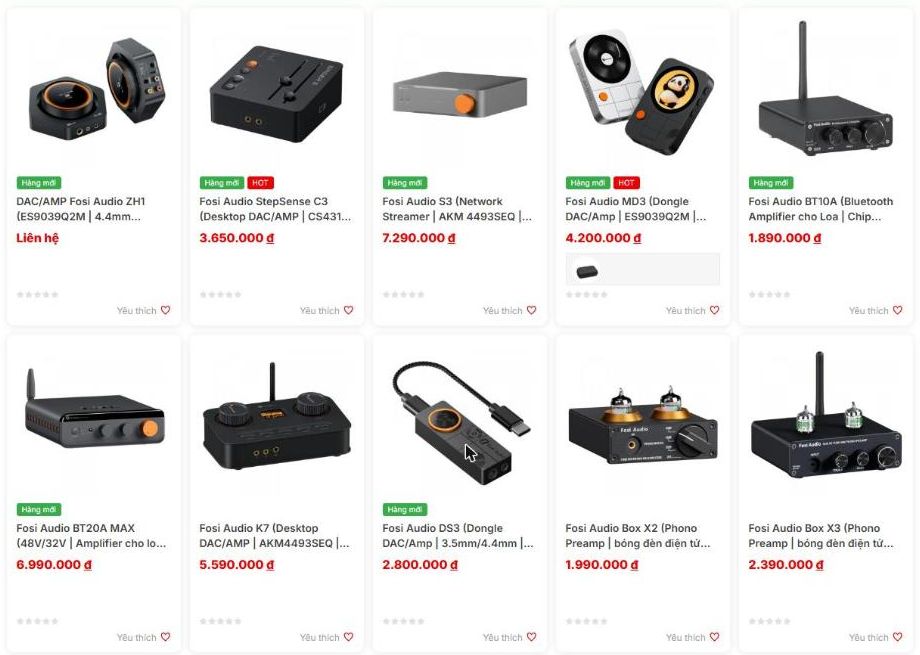 Hàng mới
DAC/AMP Fosi Audio ZH1
(ES9039Q2M | 4.4mm...
Liên hệ
Yêu thích
Hàng mới HOT
Fosi Audio StepSense C3
(Desktop DAC/AMP | CS431...
3.650.000 đ
Yêu thích
Hàng mới
Fosi Audio S3 (Network
Streamer | AKM 4493SEQ |...
7.290.000 đ
Yêu thích
Hàng mới HOT
Fosi Audio MD3 (Dongle
DAC/Amp | ES9039Q2M |...
4.200.000 đ
Yêu thích
Fosi Audio
Hàng mới
Fosi Audio BT10A (Bluetooth
Amplifier cho Loa | Chip...
1.890.000 đ
Yêu thích
Hàng mới
Fosi Audio BT20A MAX
(48V/32V | Amplifier cho lo...
6.990.000 đ
Yêu thích
Fosi Audio K7 (Desktop
DAC/AMP | AKM4493SEQ |...
5.590.000 đ
Yêu thích
Hàng mới
Fosi Audio DS3 (Dongle
DAC/Amp | 3.5mm/4.4mm |...
2.800.000 đ
Yêu thích
Fosi Audio
Fosi Audio Box X2 (Phono
Preamp | bóng đèn điện tử...
1.990.000 đ
Yêu thích
Fosi Audio
Fosi Audio Box X3 (Phono
Preamp | bóng đèn điện tử...
2.390.000 đ
Yêu thích